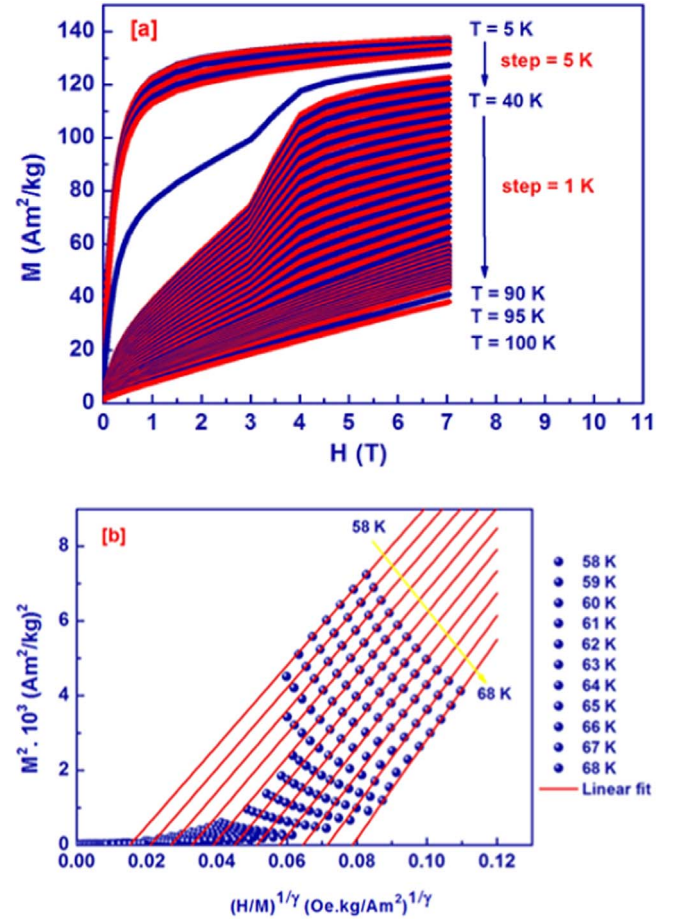 [a]
140
120
100
80
60
40
20
0
M (Am²/kg)
T = 5 K
step = 5 K
T = 40 K
step = 1 K
T = 90 K
T = 95 K
T = 100 K
0 1 2 3 4 5 6 7 8 9 10 11
H (T)
[b]
8
6
4
2
0
M². 10³ (Am²/kg)²
58 K
68 K
58 K
59 K
60 K
61 K
62 K
63 K
64 K
65 K
66 K
67 K
68 K
Linear fit
0.00 0.02 0.04 0.06 0.08 0.10 0.12
(H/M)^1/γ (Oe.kg/Am²)^1/γ